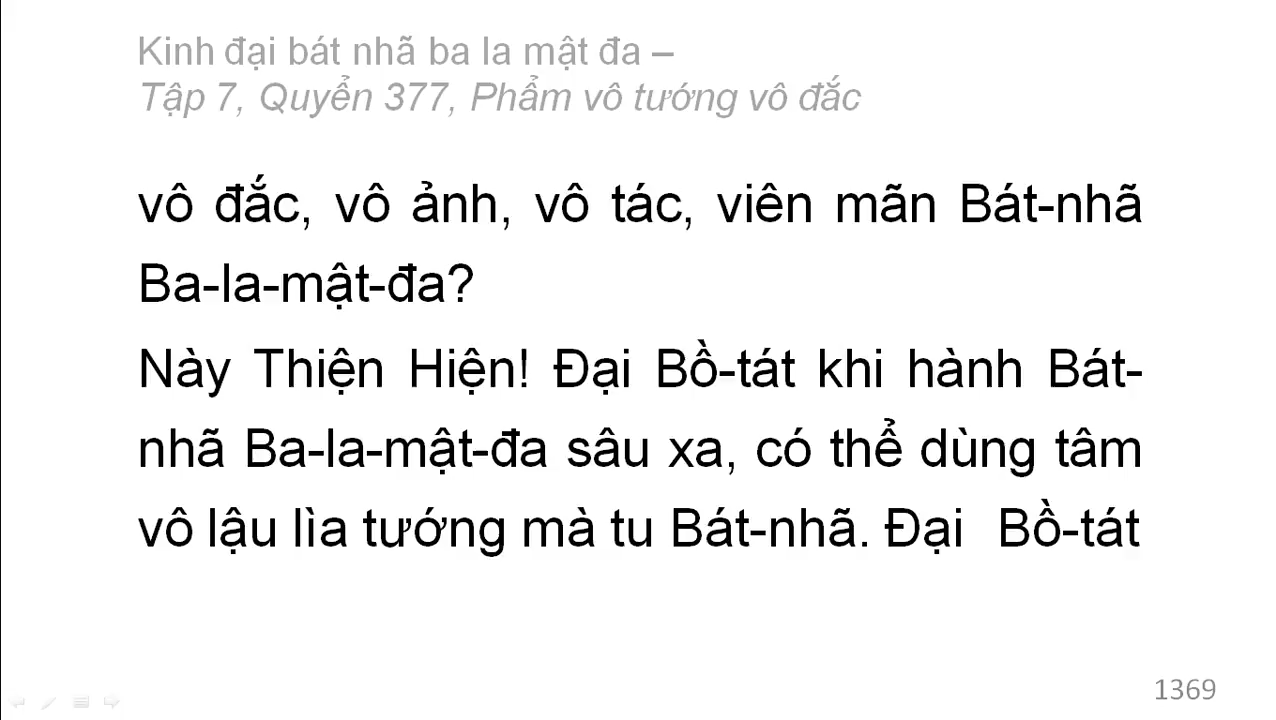 Kinh đại bát nhã ba la mật đa –
Tập 7, Quyển 377, Phẩm vô tướng vô đắc
vô đắc, vô ảnh, vô tác, viên mãn Bát-nhã
Ba-la-mật-đa?
Này Thiện Hiện! Đại Bồ-tát khi hành Bát-
nhã Ba-la-mật-đa sâu xa, có thể dùng tâm
vô lậu lìa tướng mà tu Bát-nhã. Đại Bồ-tát
1369